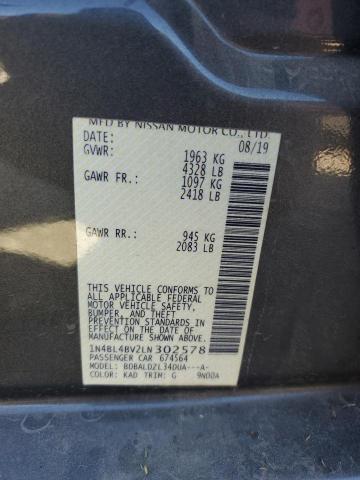 MFD BY NISSAN MOTOR CO., LTD.
DATE: 08/19
GVWR: 1963 KG
4328 LB
GAWR FR.: 1097 KG
2418 LB
GAWR RR.: 945 KG
2083 LB
THIS VEHICLE CONFORMS TO
ALL APPLICABLE FEDERAL
MOTOR VEHICLE SAFETY,
BUMPER, AND THEFT
PREVENTION STANDARDS
IN EFFECT ON THE DATE OF
MANUFACTURE SHOWN ABOVE.
1N4BL4BV2LN302578
PASSENGER CAR 674564
MODEL: BDBALDZL34DUA---A-
COLOR: KAD TRIM: G 9N00A